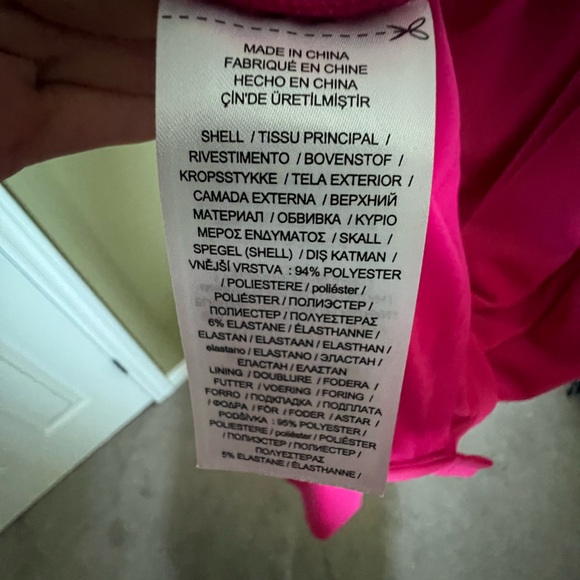 MADE IN CHINA
FABRIQUÉ EN CHINE
HECHO EN CHINA
ÇIN'DE ÜRETİLMİŞTİR
SHELL / TISSU PRINCIPAL /
RIVESTIMENTO / BOVENSTOF /
KROPSSTYKKE / TELA EXTERIOR /
CAMADA EXTERNA / ВЕРХНИЙ
МАТЕРИАЛ / ОБВИВКА / ΚΥΡΙΟ
ΜΕΡΟΣ ΕΝΔΥΜΑΤΟΣ / SKALL /
SPEGEL (SHELL) / DIŞ KATMAN /
VNĚJŠÍ VRSTVA : 94% POLYESTER
/ POLIESTERE / poliéster /
POLIÉSTER / ПОЛИЭСТЕР /
ПОЛИЕСТЕР / ΠΟΛΥΕΣΤΕΡΑΣ
6% ELASTANE / ÉLASTHANNE /
ELASTAN / ELASTAAN / ELASTHAN /
elastano / ELASTANO / ЭЛАСТАН /
ЕЛАСТАН / ΕΛΑΣΤΑΝ
LINING / DOUBLURE / FODERA /
FUTTER / VOERING / FORING /
FORRO / ПОДКЛАДКА / ПОДПЛАТА
/ ΦΟΔΡΑ / FÓR / FODER / ASTAR /
PODŠÍVKA : 95% POLYESTER /
POLIESTERE / poliéster / POLIÉSTER
/ ПОЛИЭСТЕР / ПОЛИЕСТЕР /
ΠΟΛΥΕΣΤΕΡΑΣ
5% ELASTANE / ÉLASTHANNE /